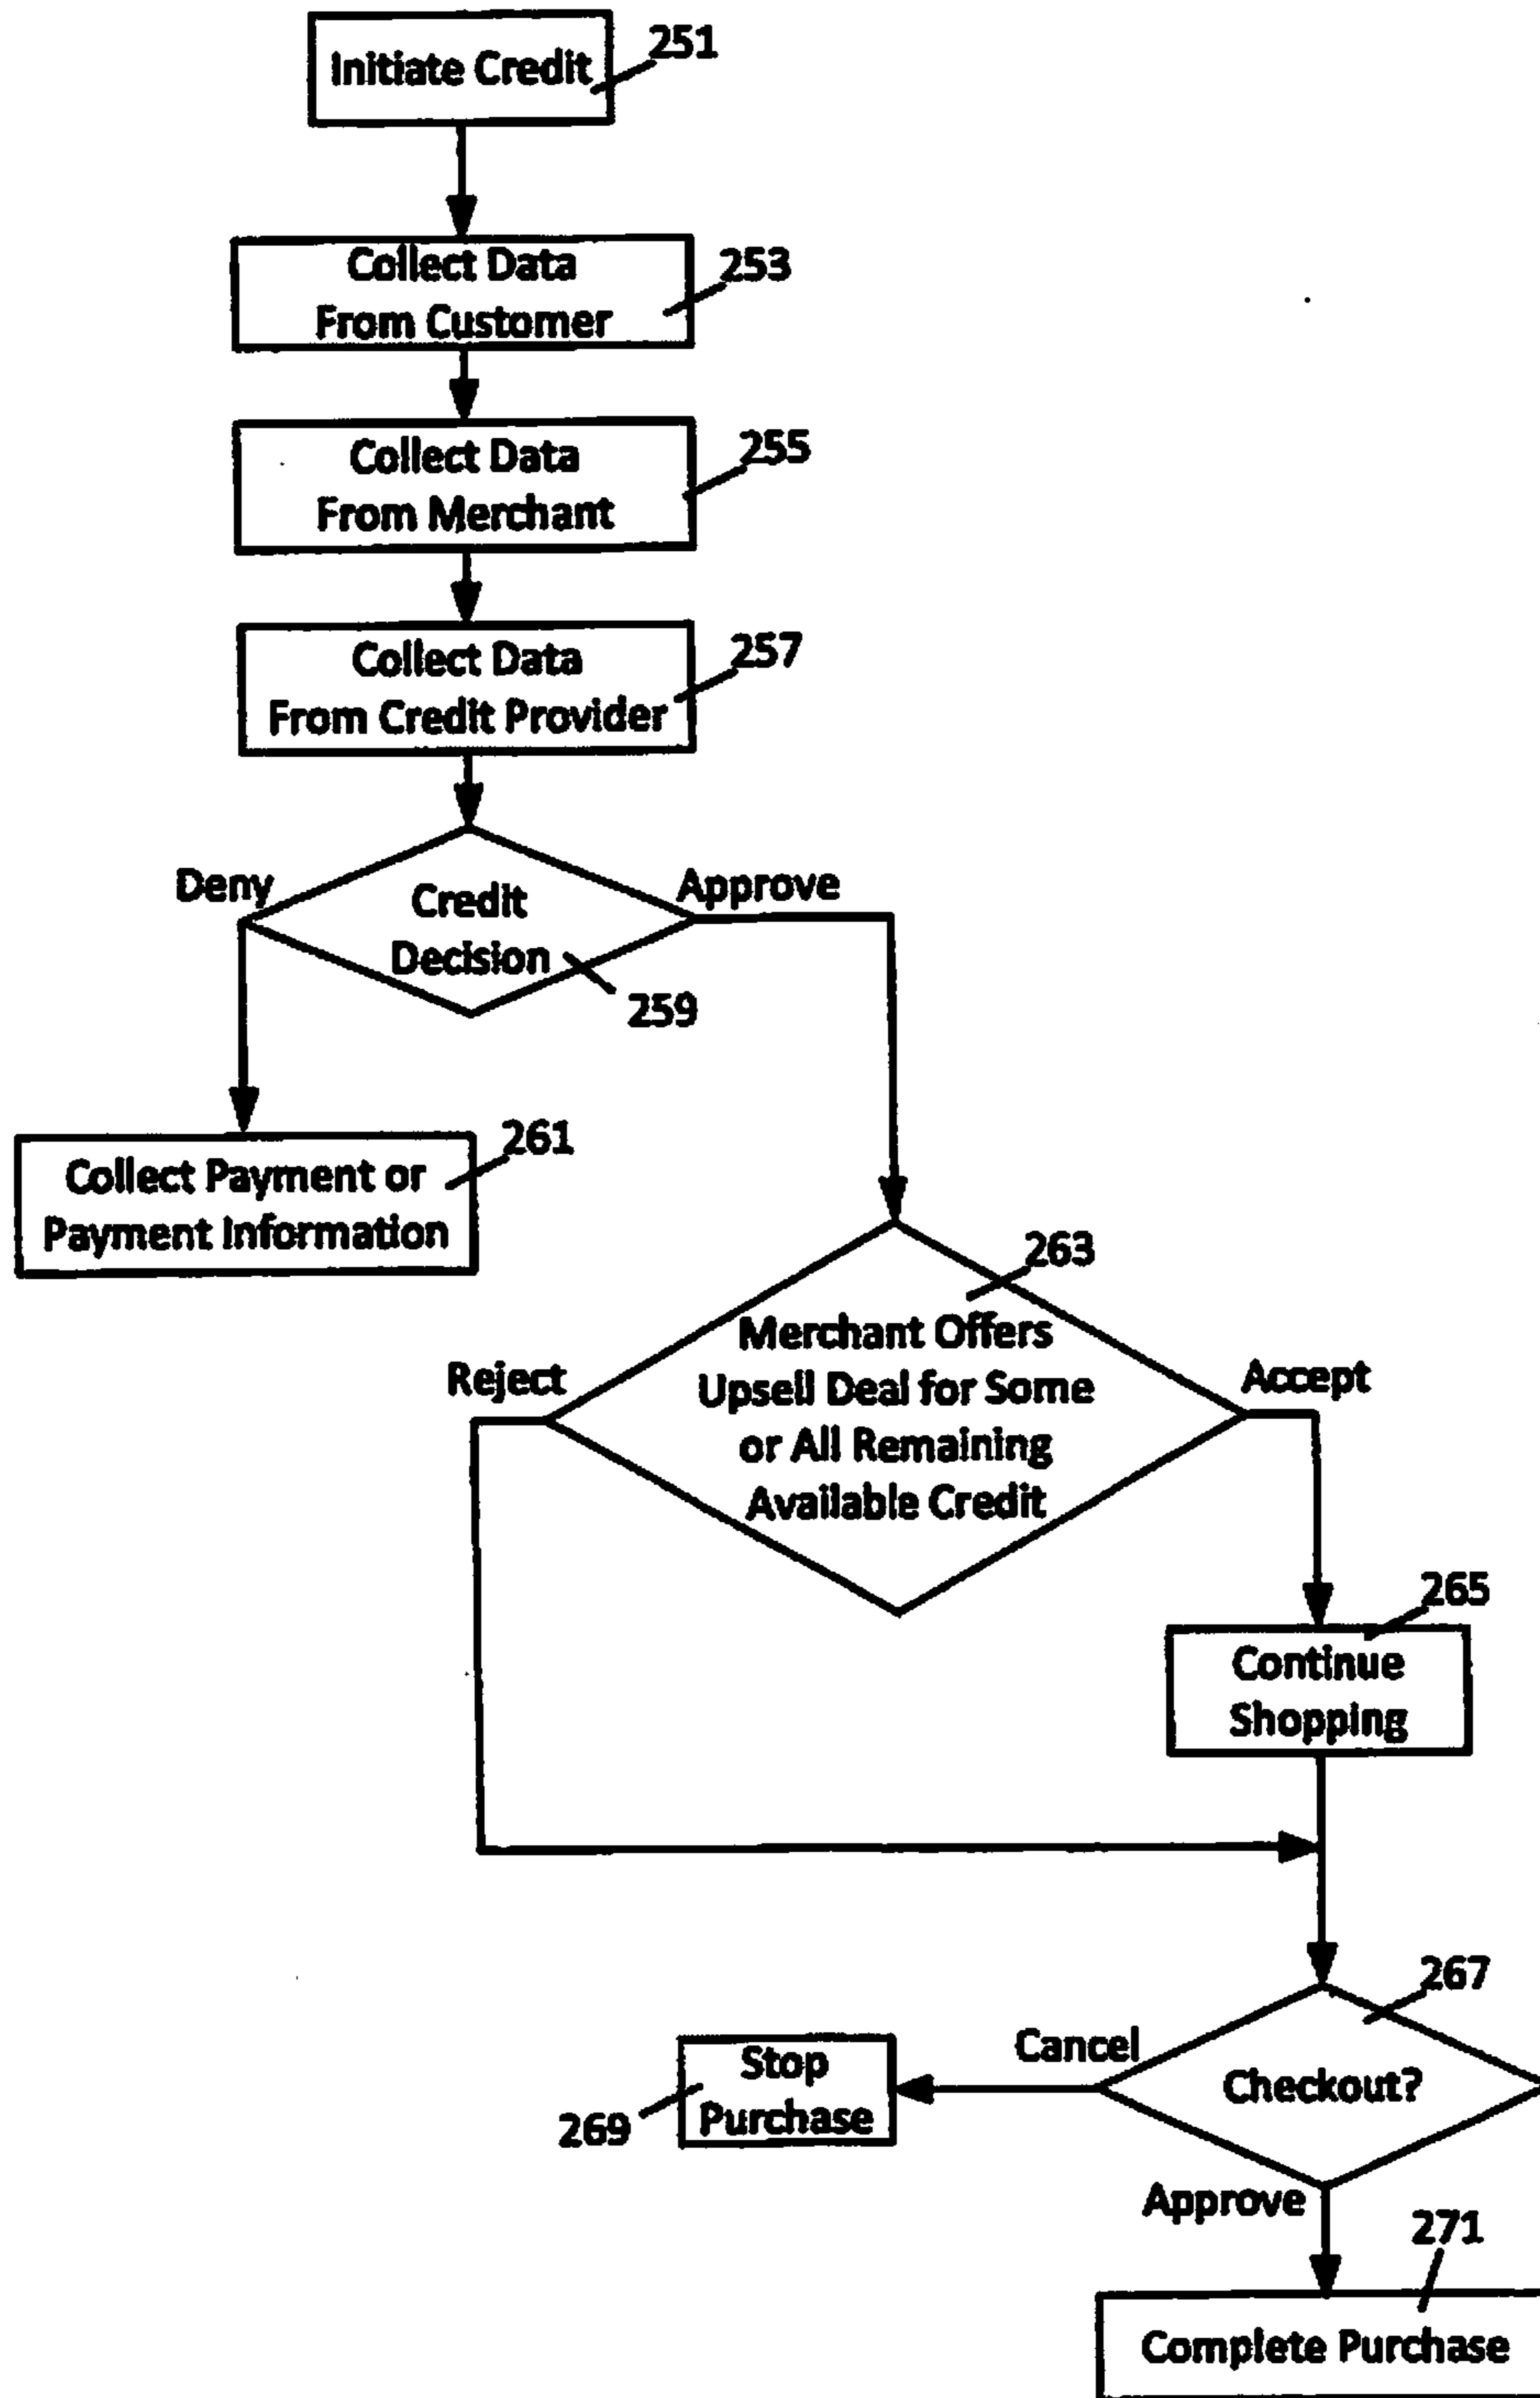 Initiate Credit
251
Collect Data
From Customer
253
Collect Data
From Merchant
255
Collect Data
From Credit Provider
257
Deny
Approve
Credit
Decision
259
261
Collect Payment or
Payment Information
263
Merchant Offers
Upsell Deal for Some
or All Remaining
Available Credit
Reject
Accept
265
Continue
Shopping
267
Cancel
Checkout?
Stop
Purchase
269
Approve
271
Complete Purchase